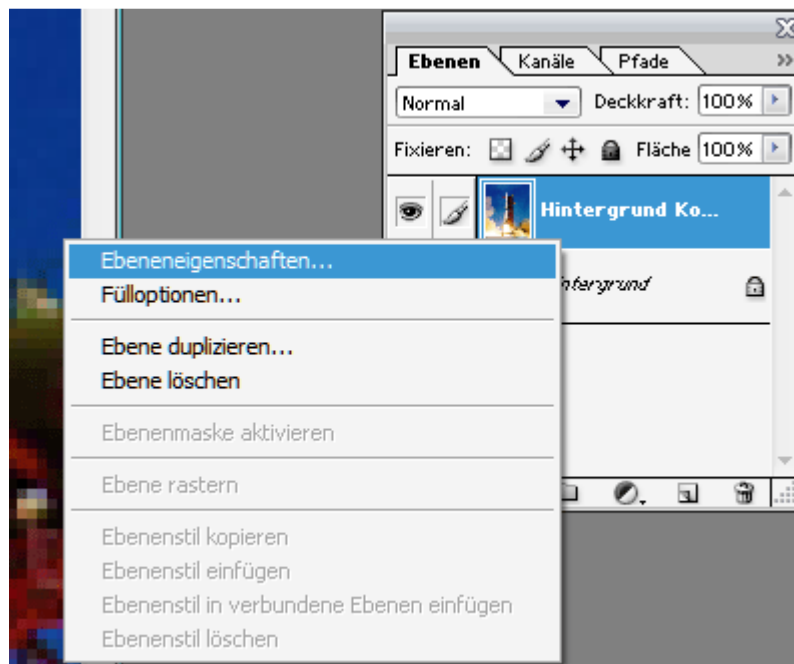 Ebenen Kanäle Pfade
Normal Deckkraft: 100%
Fixieren: Fläche 100%
Hintergrund Ko...
Ebeneneigenschaften...
Fülloptionen...
ntergrund
Ebene duplizieren...
Ebene löschen
Ebenenmaske aktivieren
Ebene rastern
Ebenenstil kopieren
Ebenenstil einfügen
Ebenenstil in verbundene Ebenen einfügen
Ebenenstil löschen